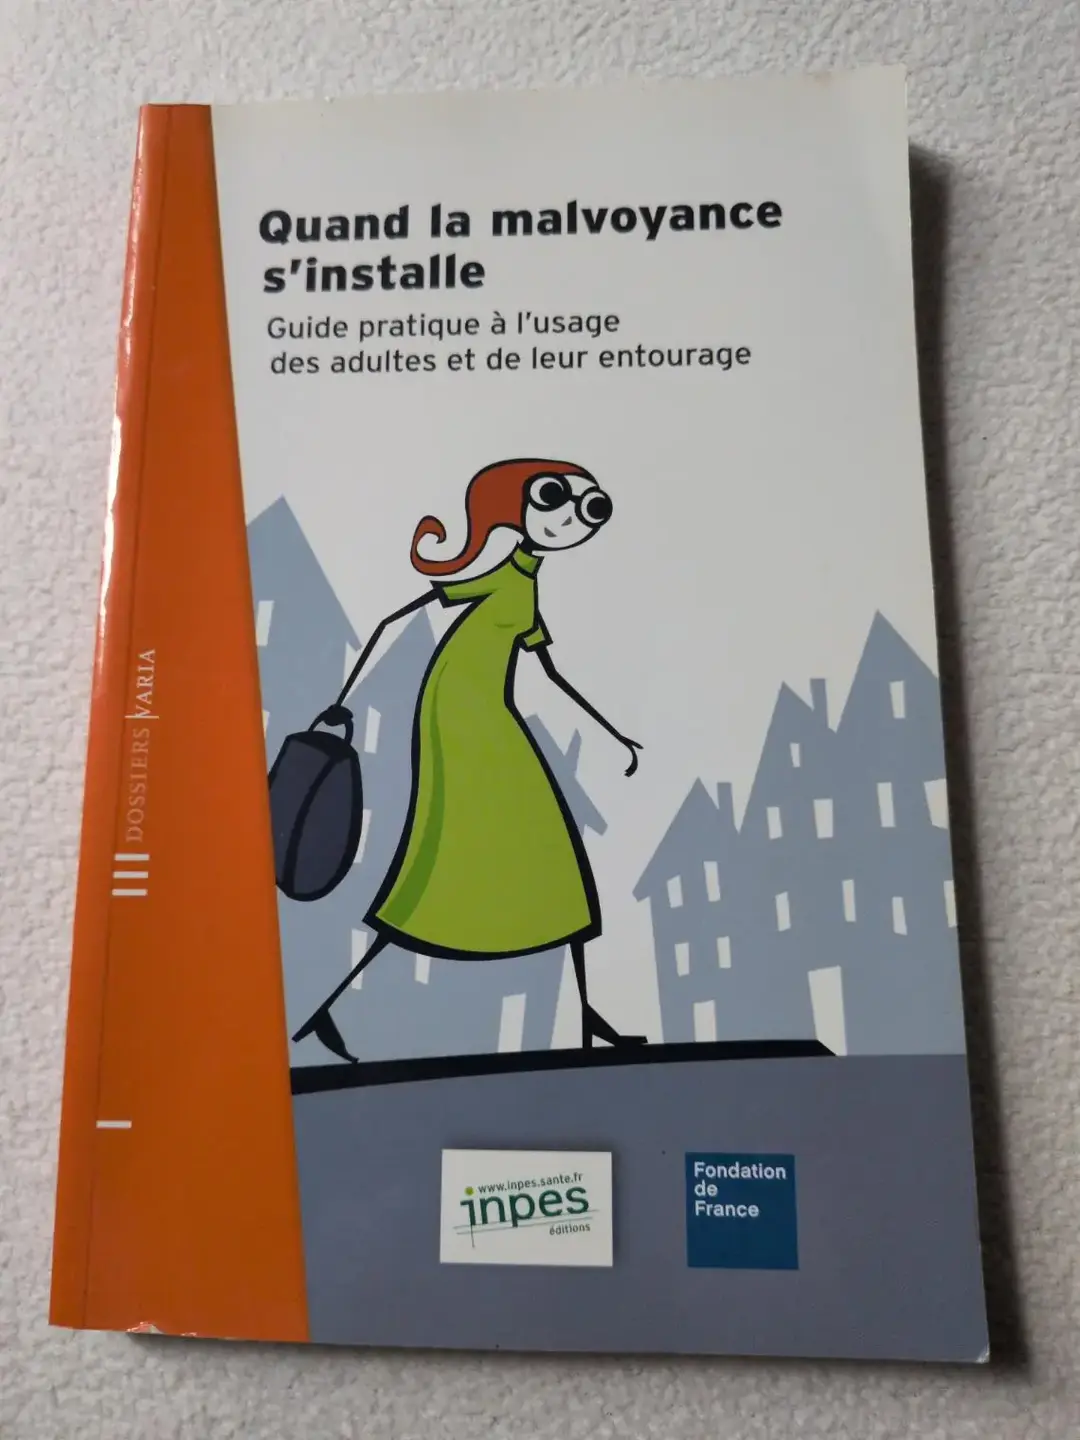 Quand la malvoyance
s'installe
Guide pratique à l'usage
des adultes et de leur entourage
DOSSIERS VARIA
www.inpes.sante.fr
inpes
éditions
Fondation
de
France